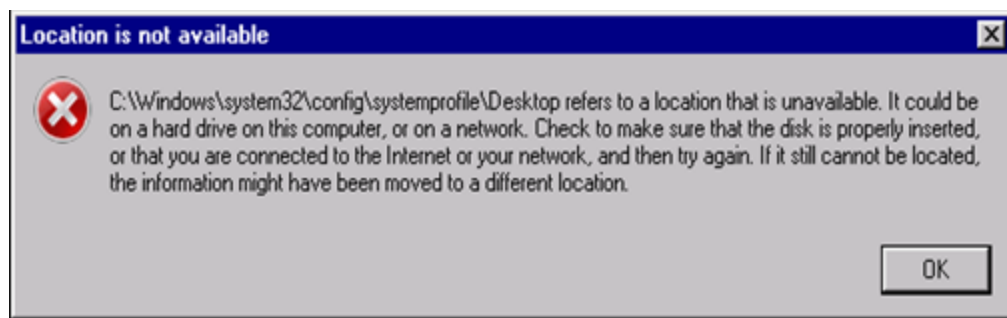 Location is not available
C:\Windows\system32\config\systemprofile\Desktop refers to a location that is unavailable. It could be
on a hard drive on this computer, or on a network. Check to make sure that the disk is properly inserted,
or that you are connected to the Internet or your network, and then try again. If it still cannot be located,
the information might have been moved to a different location.
OK